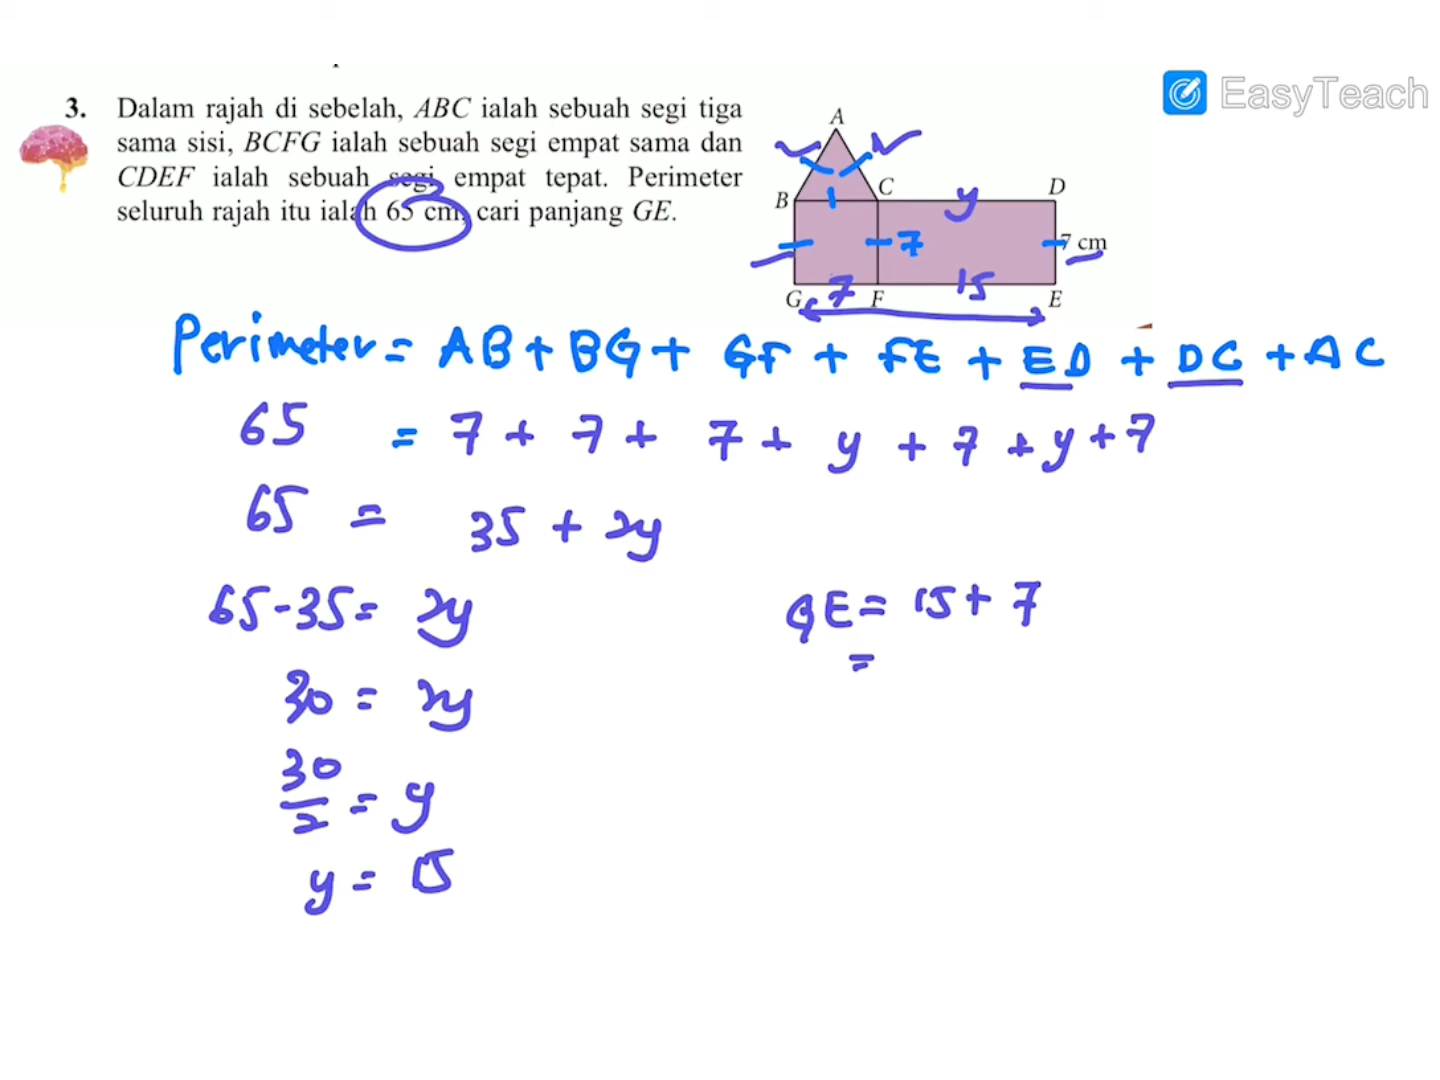 EasyTeach
3. Dalam rajah di sebelah, ABC ialah sebuah segi tiga
sama sisi, BCFG ialah sebuah segi empat sama dan
CDEF ialah sebuah segi empat tepat. Perimeter
seluruh rajah itu ialah 65 cm, cari panjang GE.
A
B
C
y
D
7
7 cm
G
7
F
15
E
Perimeter = AB + BG + GF + FE + ED + DC + AC
65 = 7 + 7 + 7 + y + 7 + y + 7
65 = 35 + 2y
65 - 35 = 2y
GE = 15 + 7
=
30 = 2y
30/2 = y
y = 15